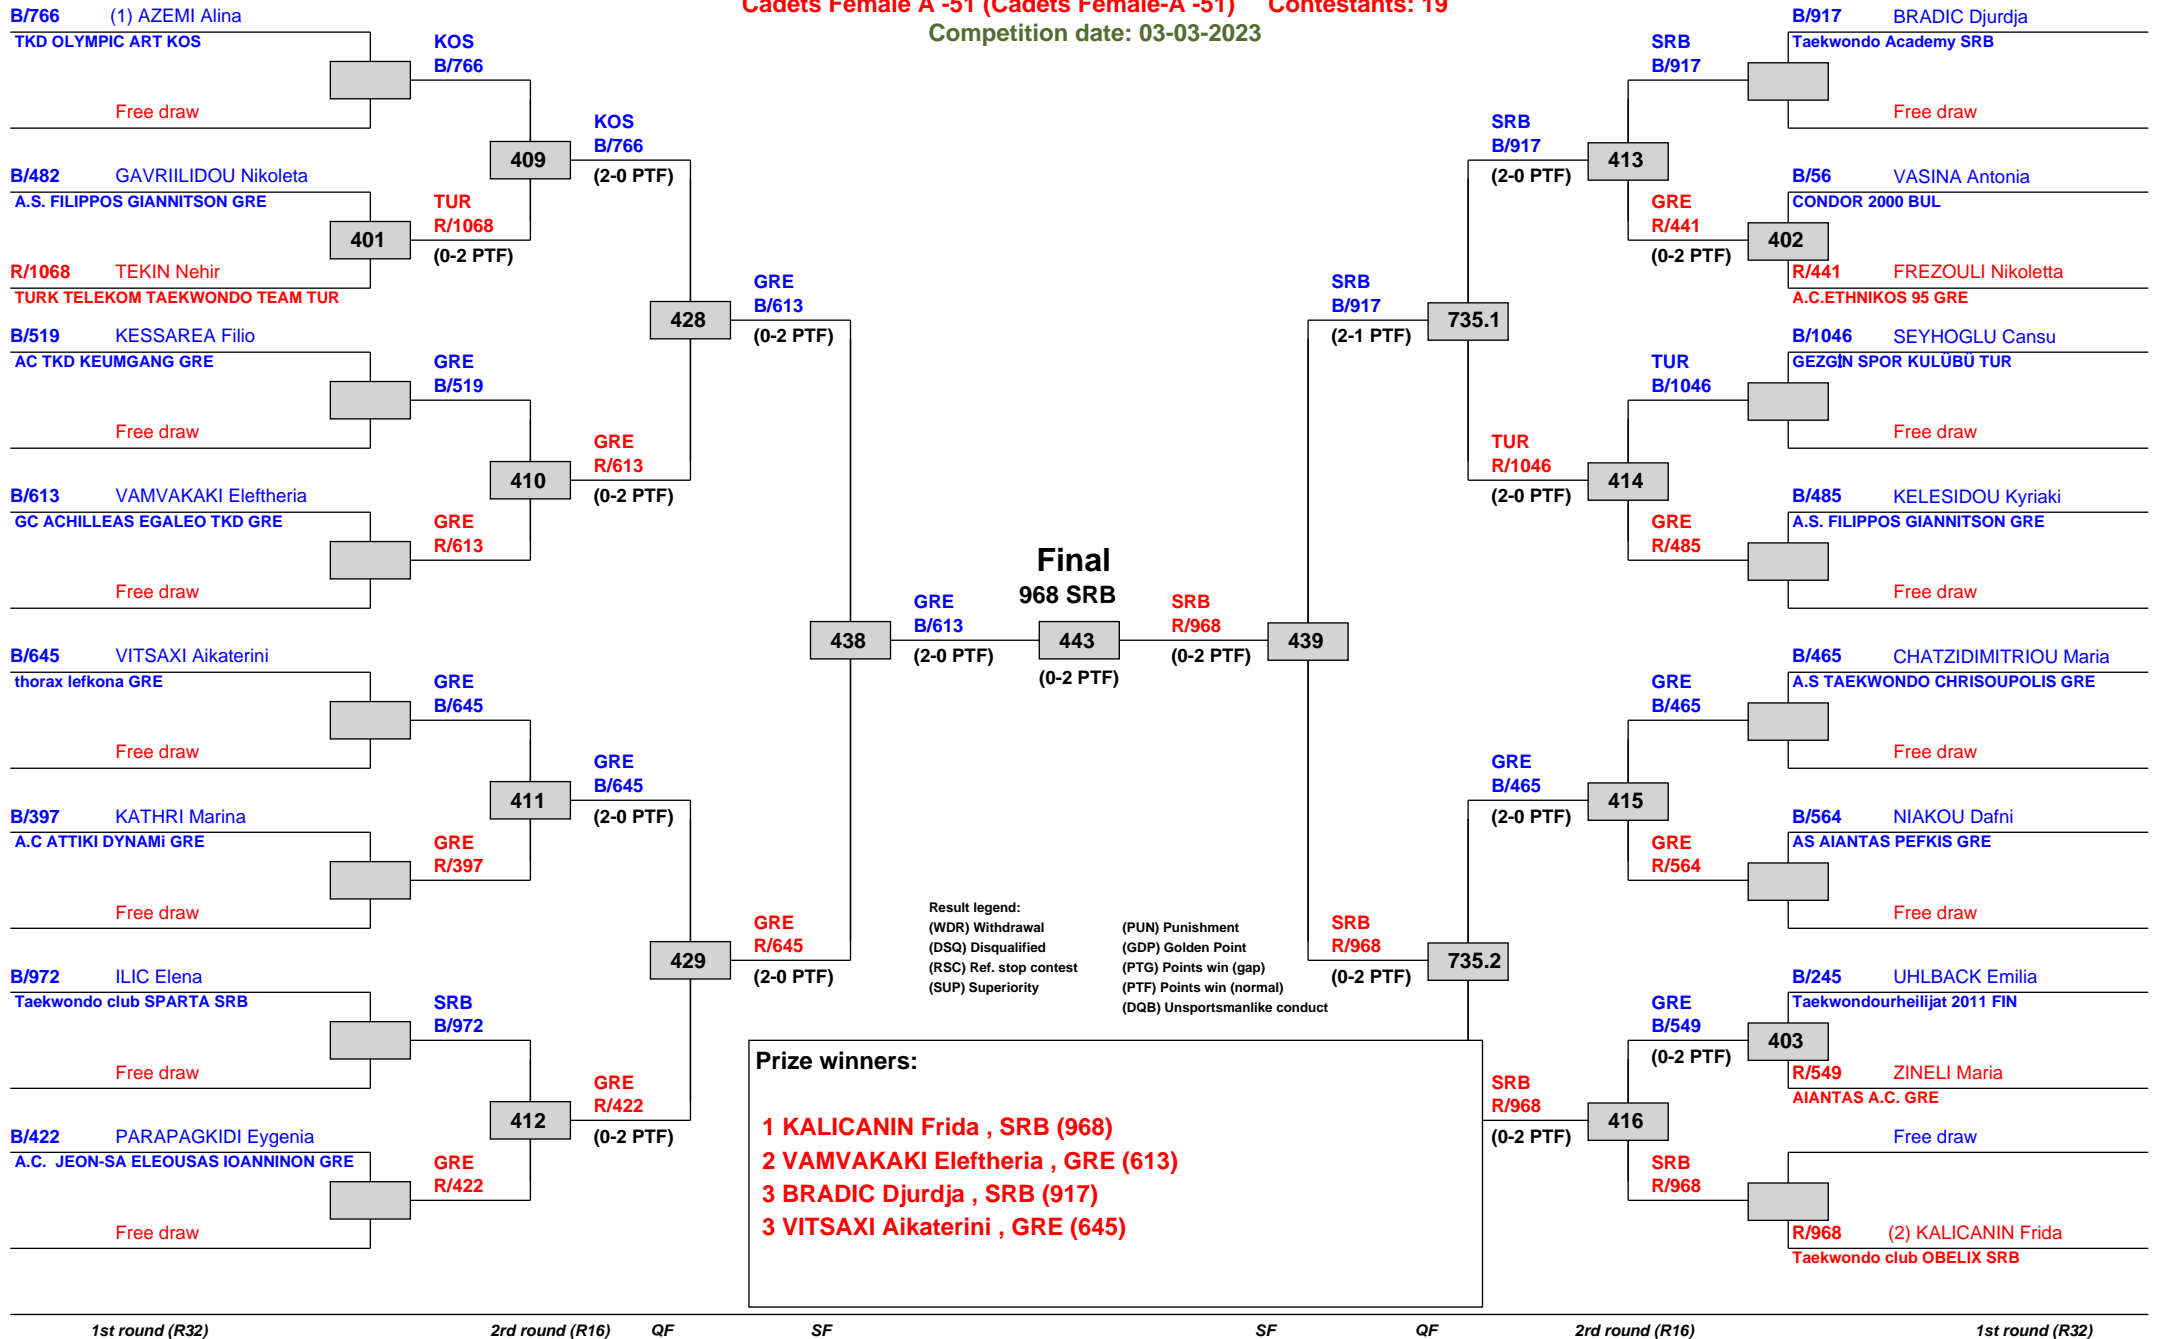 Cadets Female A -51 (Cadets Female-A -51) Contestants: 19
Competition date: 03-03-2023
B/766 (1) AZEMI Alina
TKD OLYMPIC ART KOS
Free draw
KOS
B/766
B/482 GAVRIILIDOU Nikoleta
A.S. FILIPPOS GIANNITSON GRE
401
R/1068 TEKIN Nehir
TURK TELEKOM TAEKWONDO TEAM TUR
TUR
R/1068
(0-2 PTF)
409
KOS
B/766
(2-0 PTF)
B/519 KESSAREA Filio
AC TKD KEUMGANG GRE
Free draw
GRE
B/519
B/613 VAMVAKAKI Eleftheria
GC ACHILLEAS EGALEO TKD GRE
Free draw
GRE
R/613
410
GRE
R/613
(0-2 PTF)
428
GRE
B/613
(0-2 PTF)
B/645 VITSAXI Aikaterini
thorax lefkona GRE
Free draw
GRE
B/645
B/397 KATHRI Marina
A.C ATTIKI DYNAMi GRE
Free draw
GRE
R/397
411
GRE
B/645
(2-0 PTF)
B/972 ILIC Elena
Taekwondo club SPARTA SRB
Free draw
SRB
B/972
B/422 PARAPAGKIDI Eygenia
A.C. JEON-SA ELEOUSAS IOANNINON GRE
Free draw
GRE
R/422
412
GRE
R/422
(0-2 PTF)
429
GRE
R/645
(2-0 PTF)
438
GRE
B/613
(2-0 PTF)
Final
968 SRB
443
(0-2 PTF)
SRB
R/968
(0-2 PTF)
439
SRB
B/917
(2-1 PTF)
735.1
SRB
B/917
(2-0 PTF)
413
SRB
B/917
B/917 BRADIC Djurdja
Taekwondo Academy SRB
Free draw
GRE
R/441
(0-2 PTF)
402
B/56 VASINA Antonia
CONDOR 2000 BUL
R/441 FREZOULI Nikoletta
A.C.ETHNIKOS 95 GRE
TUR
R/1046
(2-0 PTF)
414
TUR
B/1046
B/1046 SEYHOGLU Cansu
GEZGİN SPOR KULÜBÜ TUR
Free draw
GRE
R/485
B/485 KELESIDOU Kyriaki
A.S. FILIPPOS GIANNITSON GRE
Free draw
SRB
R/968
(0-2 PTF)
735.2
GRE
B/465
(2-0 PTF)
415
GRE
B/465
B/465 CHATZIDIMITRIOU Maria
A.S TAEKWONDO CHRISOUPOLIS GRE
Free draw
GRE
R/564
B/564 NIAKOU Dafni
AS AIANTAS PEFKIS GRE
Free draw
SRB
R/968
(0-2 PTF)
416
GRE
B/549
(0-2 PTF)
403
B/245 UHLBACK Emilia
Taekwondourheilijat 2011 FIN
R/549 ZINELI Maria
AIANTAS A.C. GRE
SRB
R/968
Free draw
R/968 (2) KALICANIN Frida
Taekwondo club OBELIX SRB
Result legend:
(WDR) Withdrawal
(DSQ) Disqualified
(RSC) Ref. stop contest
(SUP) Superiority
(PUN) Punishment
(GDP) Golden Point
(PTG) Points win (gap)
(PTF) Points win (normal)
(DQB) Unsportsmanlike conduct
Prize winners:
1 KALICANIN Frida , SRB (968)
2 VAMVAKAKI Eleftheria , GRE (613)
3 BRADIC Djurdja , SRB (917)
3 VITSAXI Aikaterini , GRE (645)
1st round (R32) 2rd round (R16) QF SF SF QF 2rd round (R16) 1st round (R32)